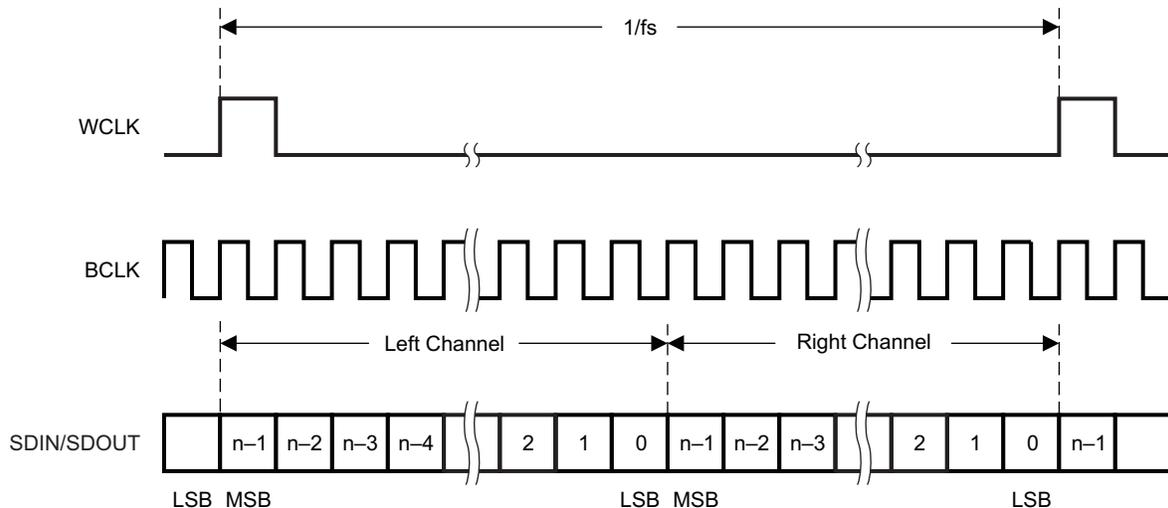 1/fs
WCLK
BCLK
Left Channel
Right Channel
SDIN/SDOUT n–1 n–2 n–3 n–4 2 1 0 n–1 n–2 n–3 2 1 0 n–1
LSB MSB LSB MSB LSB